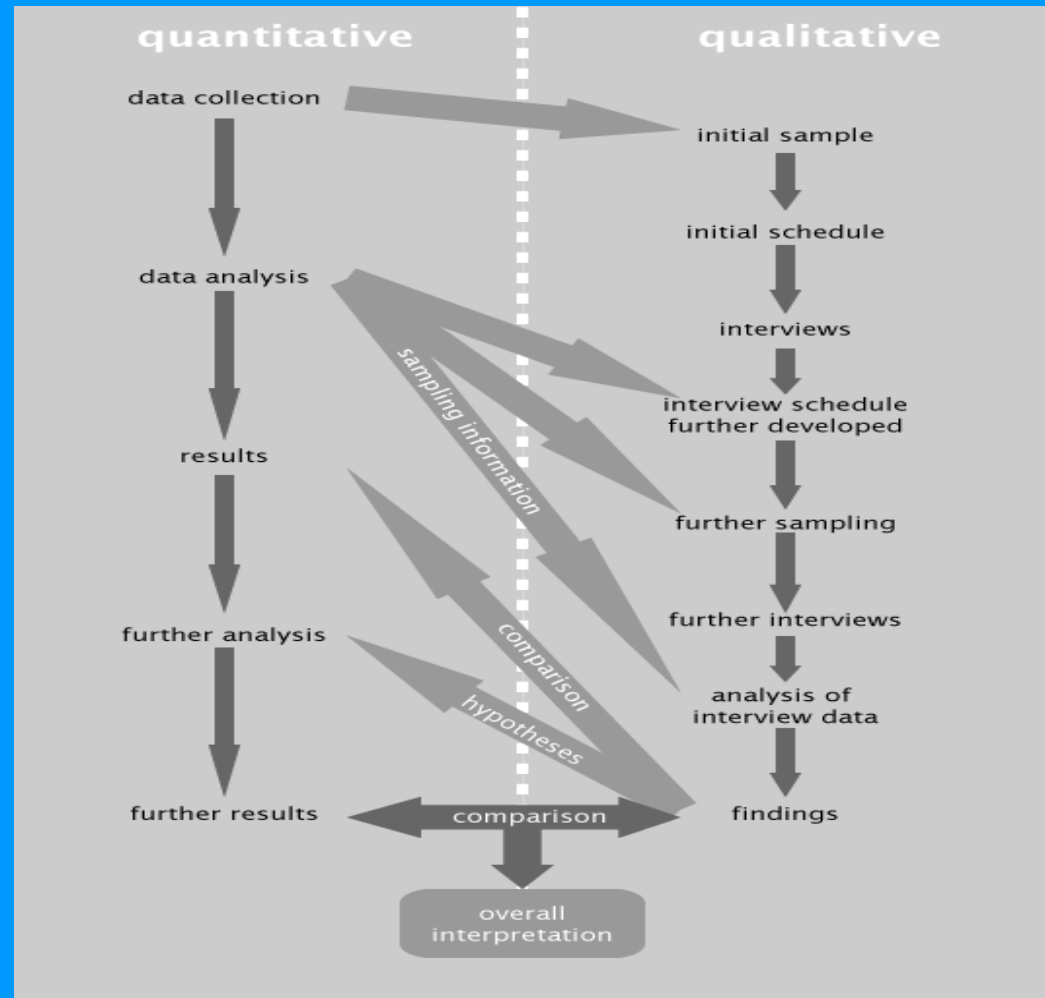 quantitative
qualitative
data collection
initial sample
initial schedule
data analysis
interviews
sampling information
interview schedule
further developed
results
further sampling
further interviews
further analysis
comparison
hypotheses
analysis of
interview data
further results
comparison
findings
overall
interpretation